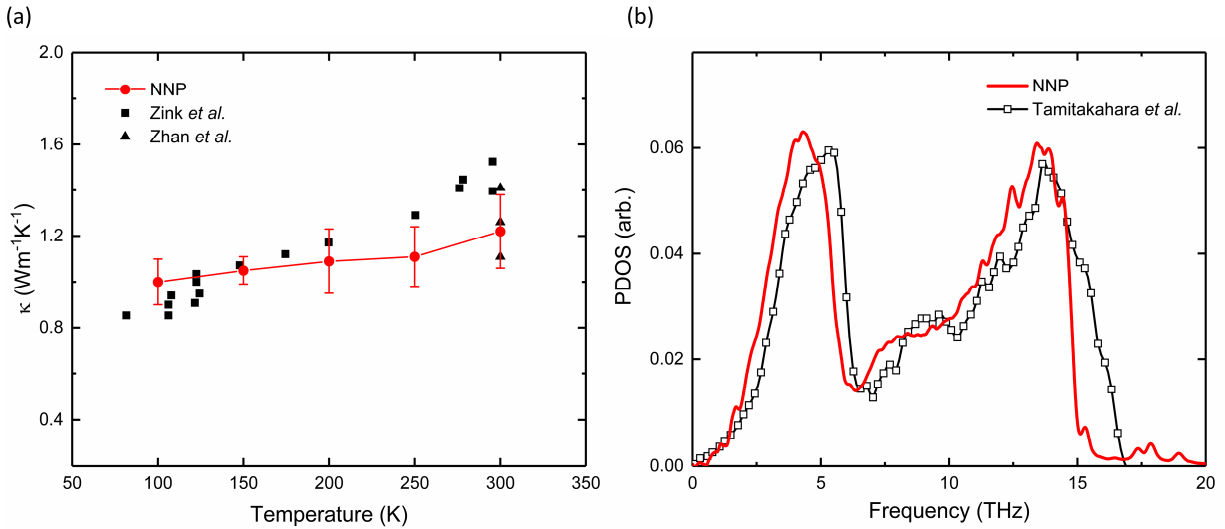 (a)
2.0
1.6
1.2
0.8
0.4
κ (Wm-1K-1)
NNP
Zink et al.
Zhan et al.
50 100 150 200 250 300 350
Temperature (K)
(b)
0.06
0.04
0.02
0.00
PDOS (arb.)
NNP
Tamitakahara et al.
0 5 10 15 20
Frequency (THz)